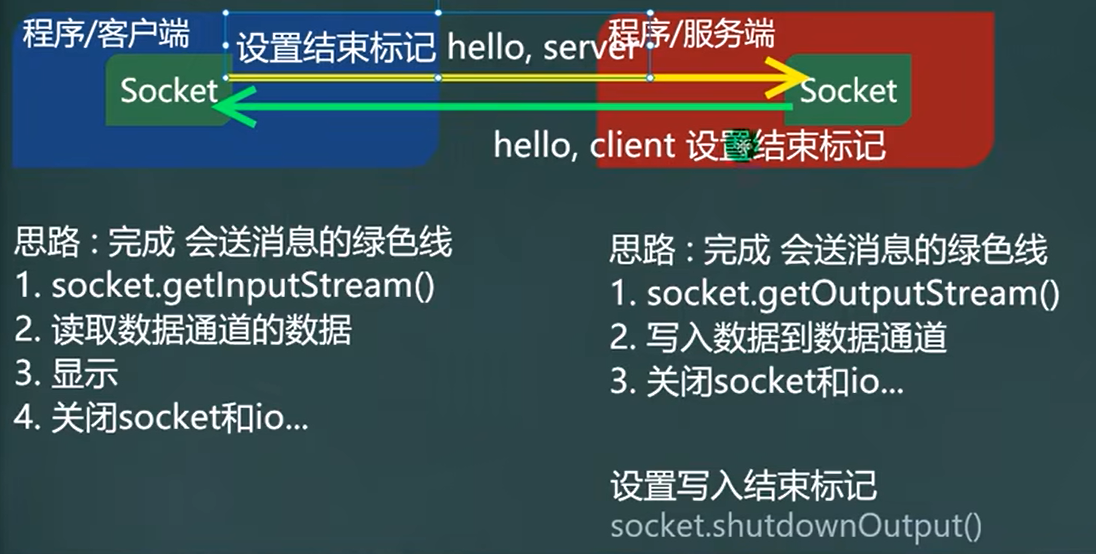 程序/客户端
程序/服务端
设置结束标记 hello, server
Socket
Socket
hello, client 设置结束标记
思路 : 完成 会送消息的绿色线
1. socket.getInputStream()
2. 读取数据通道的数据
3. 显示
4. 关闭socket和io...
思路 : 完成 会送消息的绿色线
1. socket.getOutputStream()
2. 写入数据到数据通道
3. 关闭socket和io...
设置写入结束标记
socket.shutdownOutput()